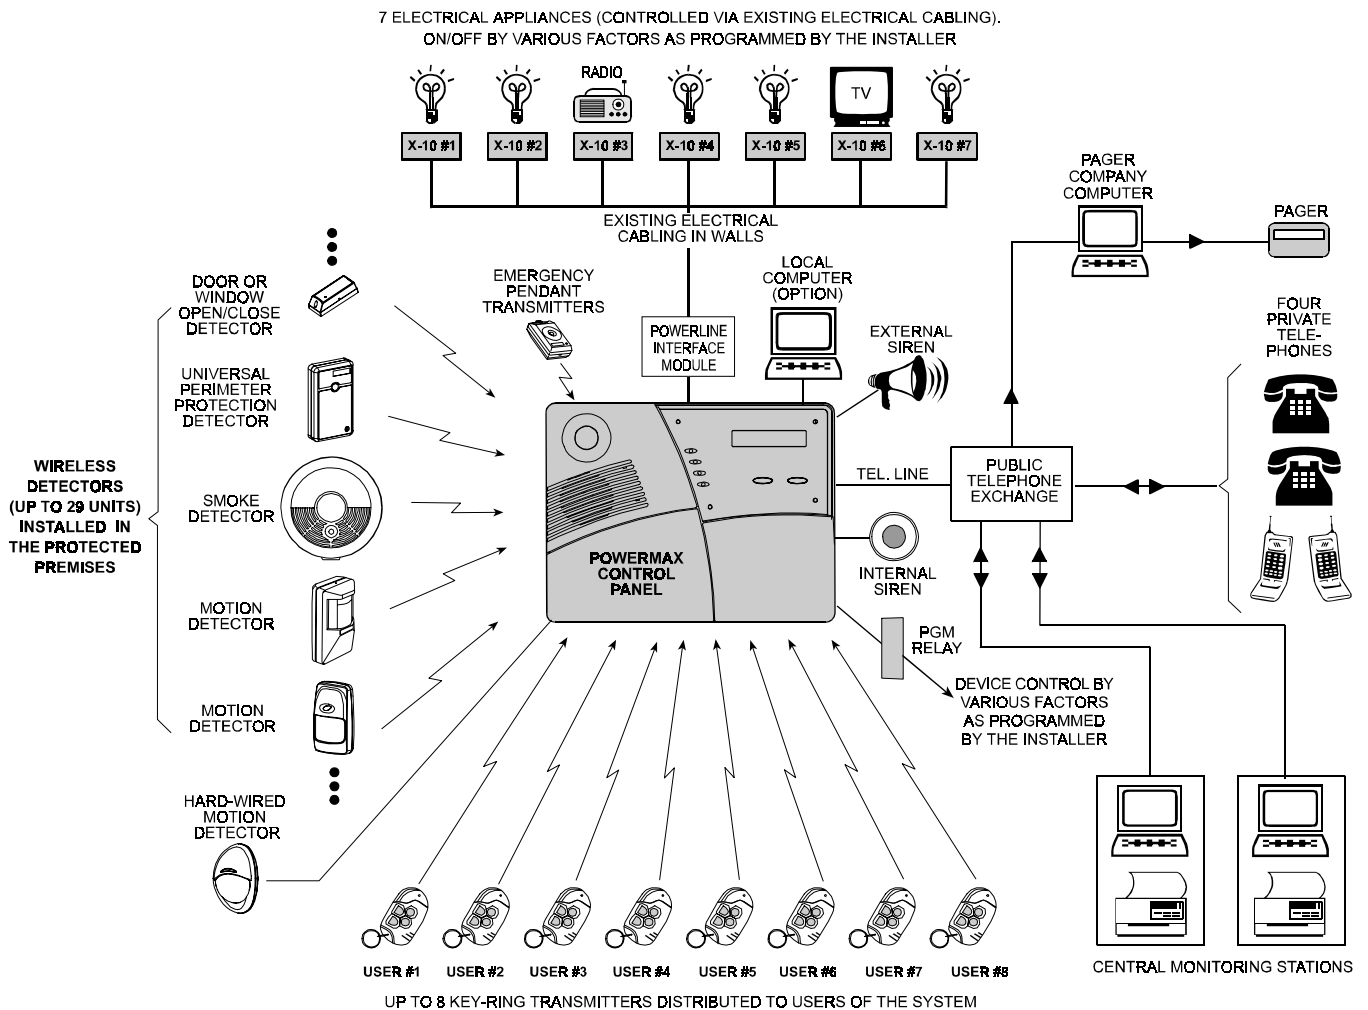 7 ELECTRICAL APPLIANCES (CONTROLLED VIA EXISTING ELECTRICAL CABLING).
ON/OFF BY VARIOUS FACTORS AS PROGRAMMED BY THE INSTALLER
RADIO
TV
X-10 #1
X-10 #2
X-10 #3
X-10 #4
X-10 #5
X-10 #6
X-10 #7
EXISTING ELECTRICAL
CABLING IN WALLS
PAGER
COMPANY
COMPUTER
PAGER
DOOR OR
WINDOW
OPEN/CLOSE
DETECTOR
EMERGENCY
PENDANT
TRANSMITTERS
POWERLINE
INTERFACE
MODULE
LOCAL
COMPUTER
(OPTION)
EXTERNAL
SIREN
FOUR
PRIVATE
TELE-
PHONES
UNIVERSAL
PERIMETER
PROTECTION
DETECTOR
WIRELESS
DETECTORS
(UP TO 29 UNITS)
INSTALLED IN
THE PROTECTED
PREMISES
SMOKE
DETECTOR
TEL. LINE
PUBLIC
TELEPHONE
EXCHANGE
POWERMAX
CONTROL
PANEL
INTERNAL
SIREN
MOTION
DETECTOR
PGM
RELAY
MOTION
DETECTOR
DEVICE CONTROL BY
VARIOUS FACTORS
AS PROGRAMMED
BY THE INSTALLER
HARD-WIRED
MOTION
DETECTOR
USER #1
USER #2
USER #3
USER #4
USER #5
USER #6
USER #7
USER #8
CENTRAL MONITORING STATIONS
UP TO 8 KEY-RING TRANSMITTERS DISTRIBUTED TO USERS OF THE SYSTEM